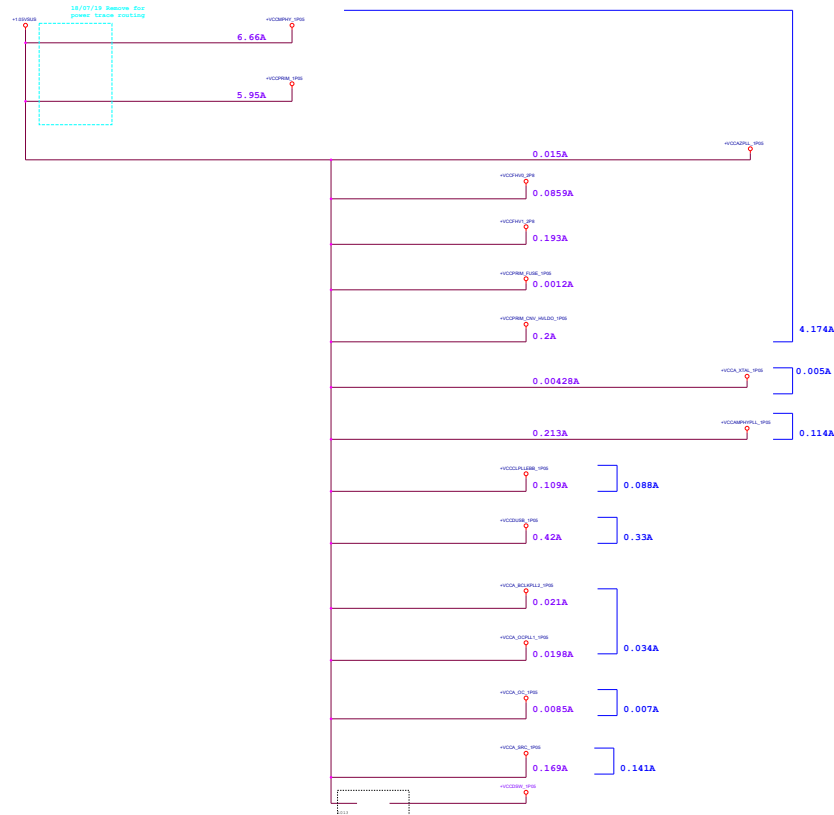 18/07/19 Remove for
power trace routing
+1.05VSUS
+VCCMPHY_1P05
6.66A
+VCCPRIM_1P05
5.95A
+VCCAZPLL_1P05
0.015A
+VCCFHV0_2P8
0.0859A
+VCCFHV1_2P8
0.193A
+VCCPRIM_FUSE_1P05
0.0012A
+VCCPRIM_CNV_HVLDO_1P05
0.2A
4.174A
+VCCA_XTAL_1P05
0.005A
0.00428A
+VCCAMPHYPLL_1P05
0.213A
0.114A
+VCCCLPLLEBB_1P05
0.109A
0.088A
+VCCDUSB_1P05
0.42A
0.33A
+VCCA_BCLKPLL2_1P05
0.021A
+VCCA_OCPLL1_1P05
0.0198A
0.034A
+VCCA_OC_1P05
0.0085A
0.007A
+VCCA_SRC_1P05
0.169A
0.141A
+VCCDSW_1P05